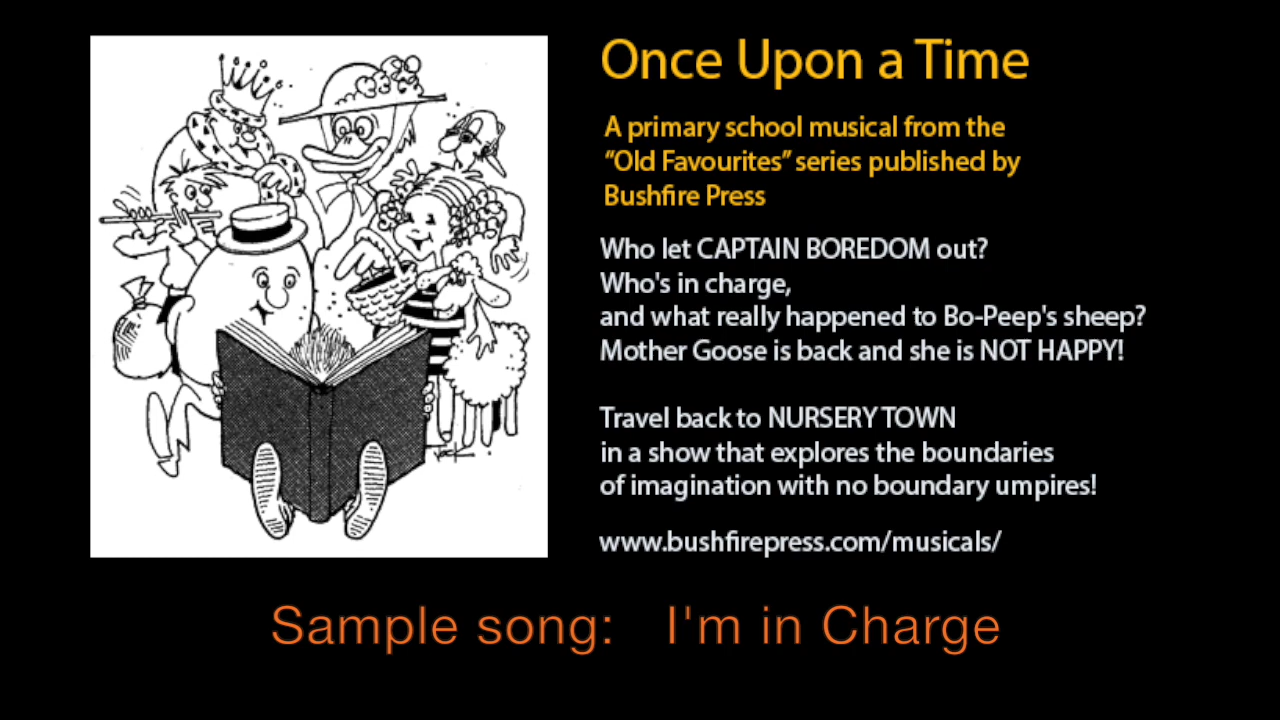 Once Upon a Time
A primary school musical from the
“Old Favourites” series published by
Bushfire Press
Who let CAPTAIN BOREDOM out?
Who's in charge,
and what really happened to Bo-Peep's sheep?
Mother Goose is back and she is NOT HAPPY!
Travel back to NURSERY TOWN
in a show that explores the boundaries
of imagination with no boundary umpires!
www.bushfirepress.com/musicals/
Sample song: I'm in Charge